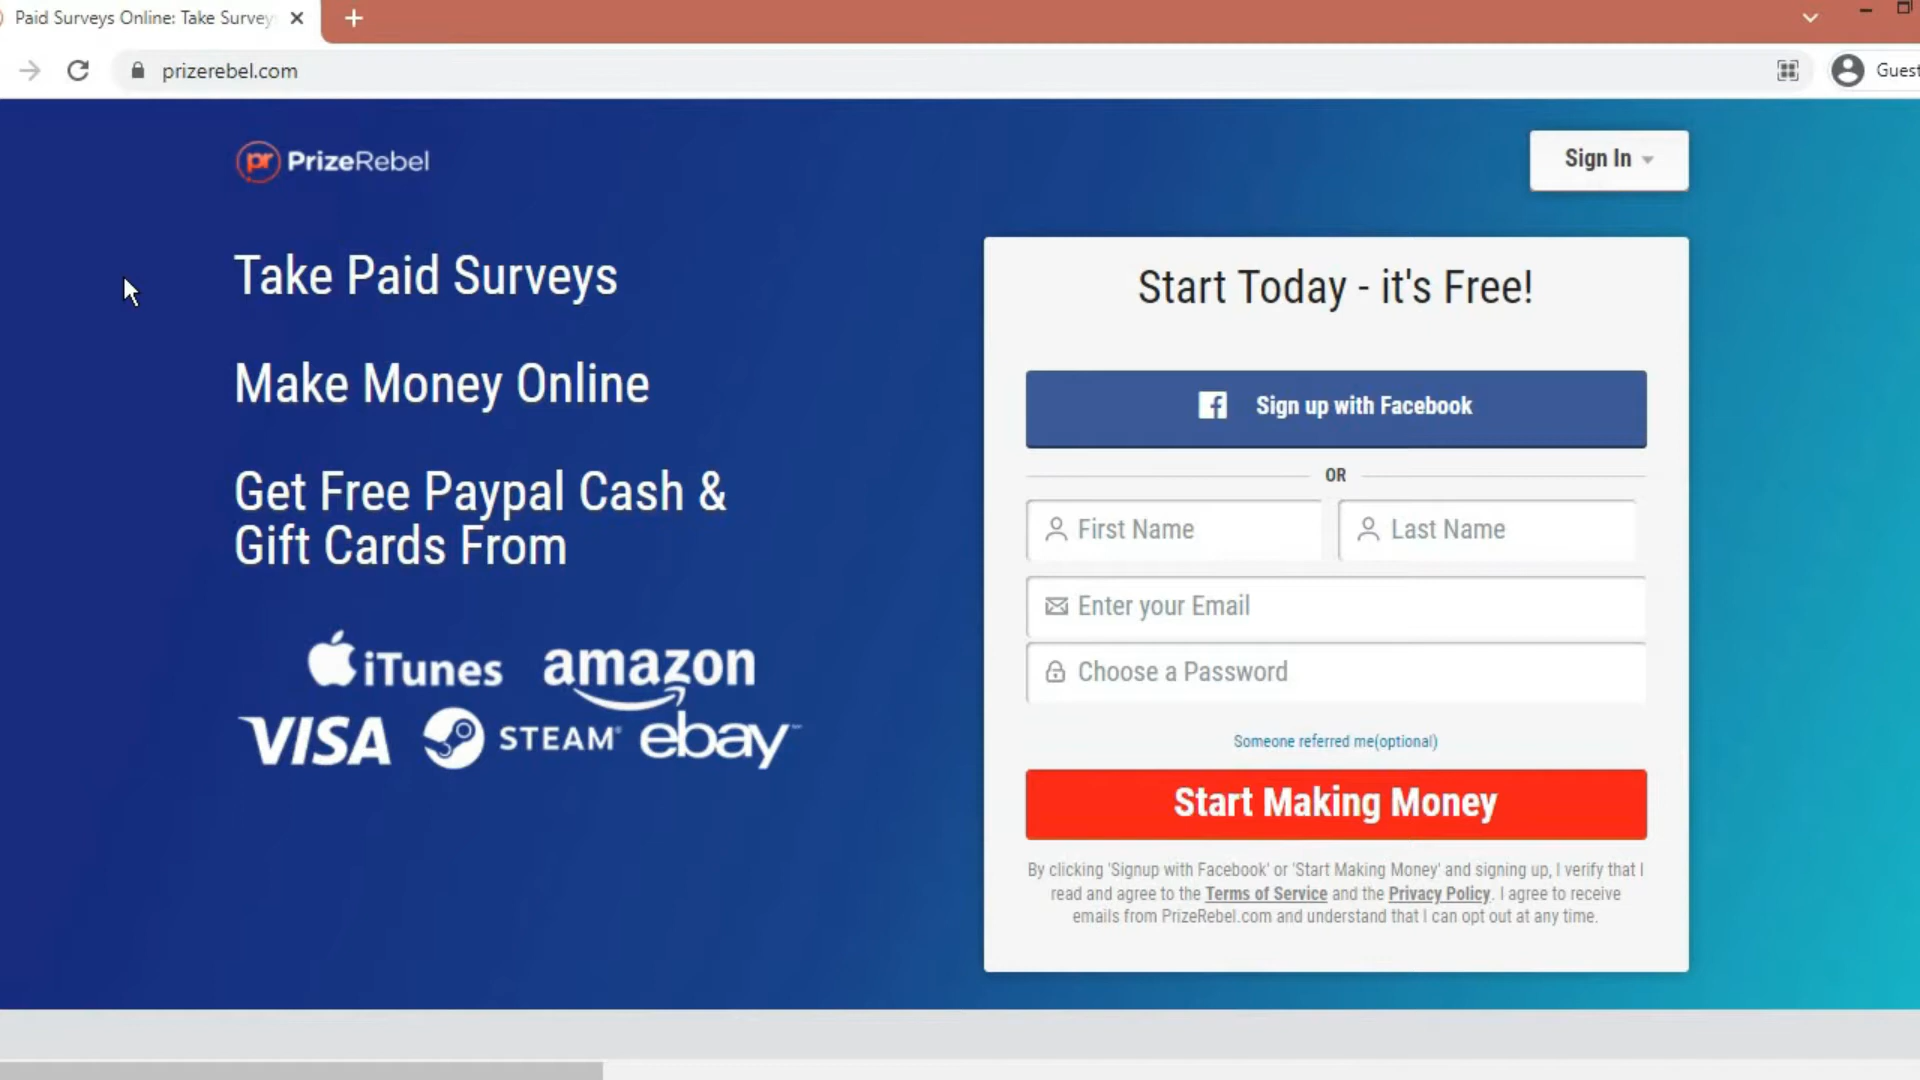 Paid Surveys Online: Take Survey
prizerebel.com
Guest
pr PrizeRebel
Sign In
Take Paid Surveys
Make Money Online
Get Free Paypal Cash &
Gift Cards From
iTunes amazon
VISA STEAM ebay
Start Today - it's Free!
Sign up with Facebook
OR
First Name Last Name
Enter your Email
Choose a Password
Someone referred me(optional)
Start Making Money
By clicking 'Signup with Facebook' or 'Start Making Money' and signing up, I verify that I
read and agree to the Terms of Service and the Privacy Policy. I agree to receive
emails from PrizeRebel.com and understand that I can opt out at any time.